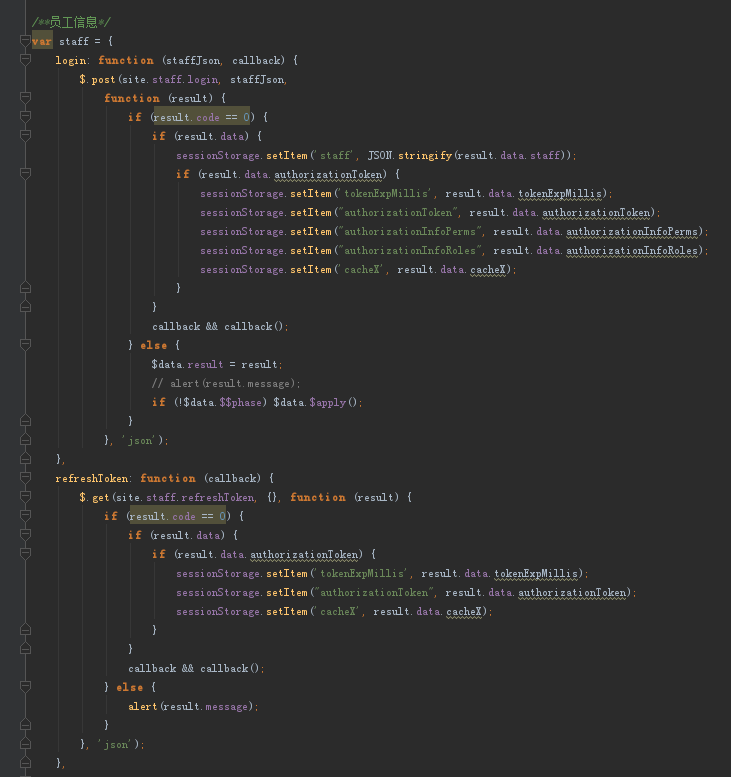 /**员工信息*/
var staff = {
    login: function (staffJson, callback) {
        $.post(site.staff.login, staffJson,
            function (result) {
                if (result.code == 0) {
                    if (result.data) {
                        sessionStorage.setItem('staff', JSON.stringify(result.data.staff));
                        if (result.data.authorizationToken) {
                            sessionStorage.setItem('tokenExpMillis', result.data.tokenExpMillis);
                            sessionStorage.setItem("authorizationToken", result.data.authorizationToken);
                            sessionStorage.setItem("authorizationInfoPerms", result.data.authorizationInfoPerms);
                            sessionStorage.setItem("authorizationInfoRoles", result.data.authorizationInfoRoles);
                            sessionStorage.setItem('cacheX', result.data.cacheX);
                        }
                    }
                    callback && callback();
                } else {
                    $data.result = result;
                    // alert(result.message);
                    if (!$data.$$phase) $data.$apply();
                }
            }, 'json');
    },
    refreshToken: function (callback) {
        $.get(site.staff.refreshToken, {}, function (result) {
            if (result.code == 0) {
                if (result.data) {
                    if (result.data.authorizationToken) {
                        sessionStorage.setItem('tokenExpMillis', result.data.tokenExpMillis);
                        sessionStorage.setItem("authorizationToken", result.data.authorizationToken);
                        sessionStorage.setItem('cacheX', result.data.cacheX);
                    }
                }
                callback && callback();
            } else {
                alert(result.message);
            }
        }, 'json');
    },